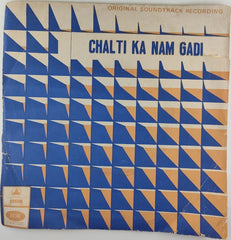 ORIGINAL SOUNDTRACK RECORDING
CHALTI KA NAM GADI